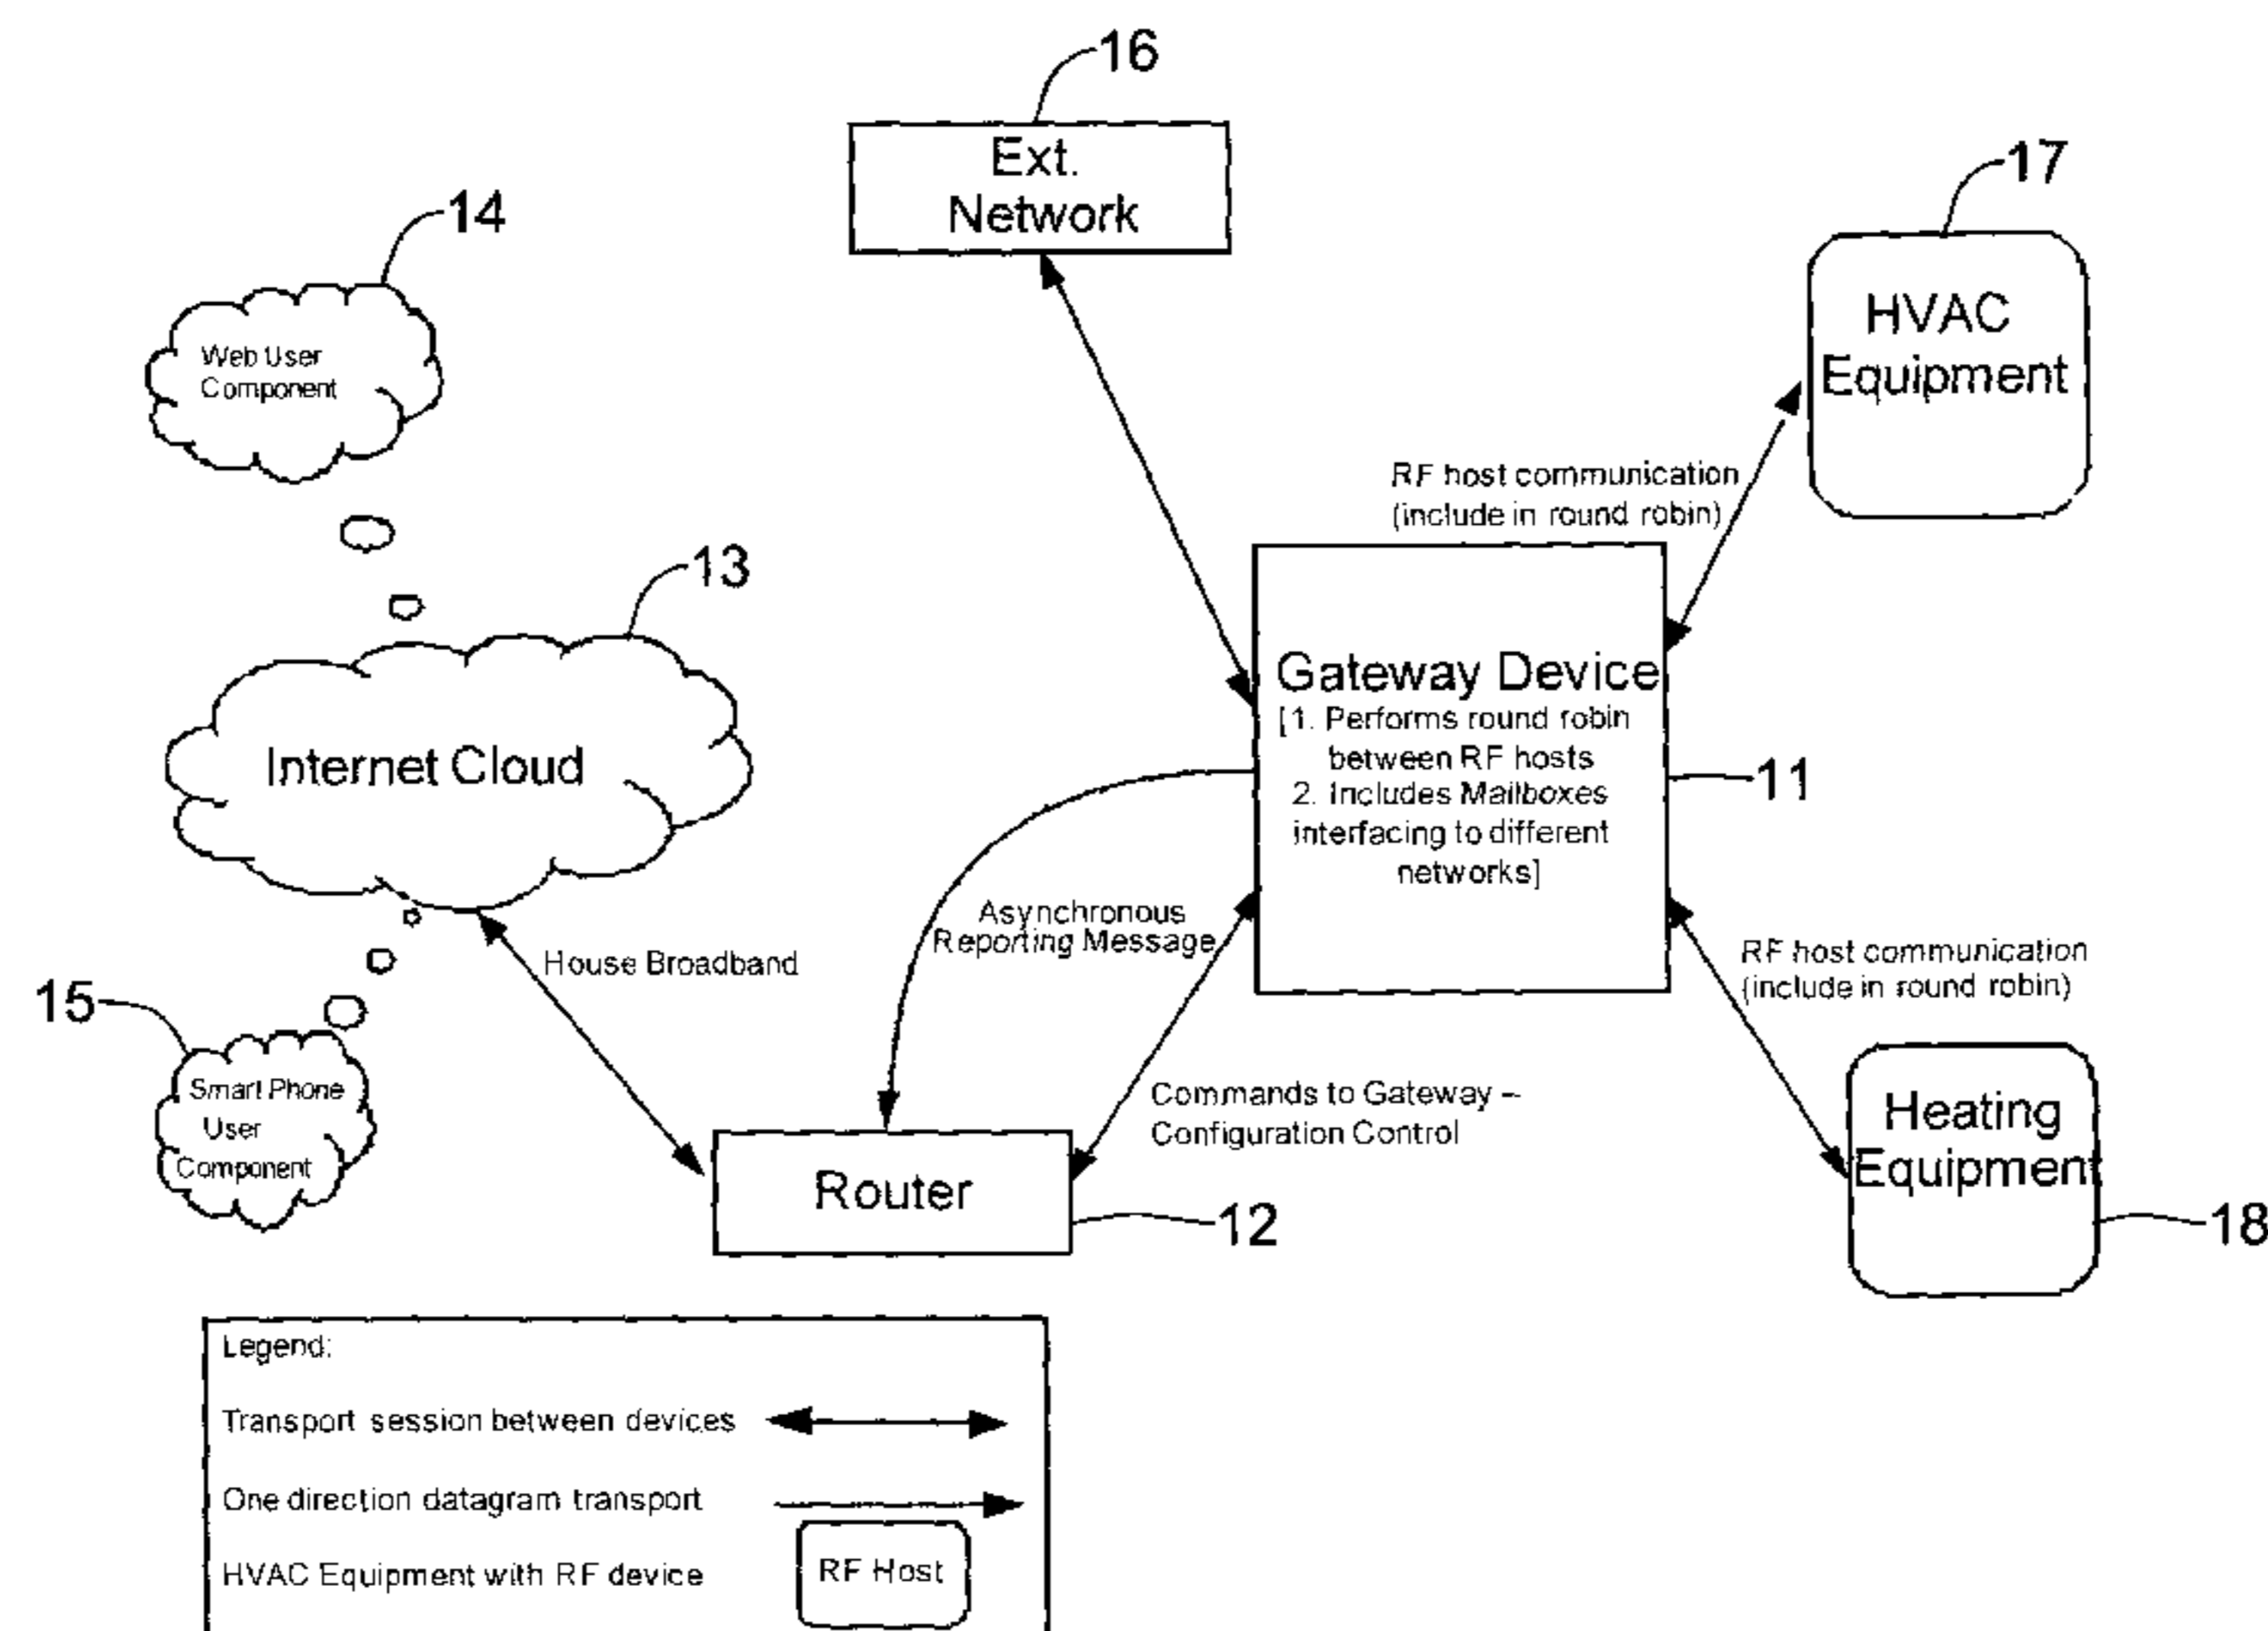 16
Ext.
Network
17
HVAC
Equipment
14
Web User
Component
RF host communication
(include in round robin)
13
Internet Cloud
Gateway Device
[1. Performs round robin
between RF hosts
2. Includes Mailboxes
interfacing to different
networks]
11
Asynchronous
Reporting Message
House Broadband
RF host communication
(include in round robin)
15
Smart Phone
User
Component
Commands to Gateway –
Configuration Control
Heating
Equipment
18
Router
12
Legend:
Transport session between devices
One direction datagram transport
HVAC Equipment with RF device
RF Host